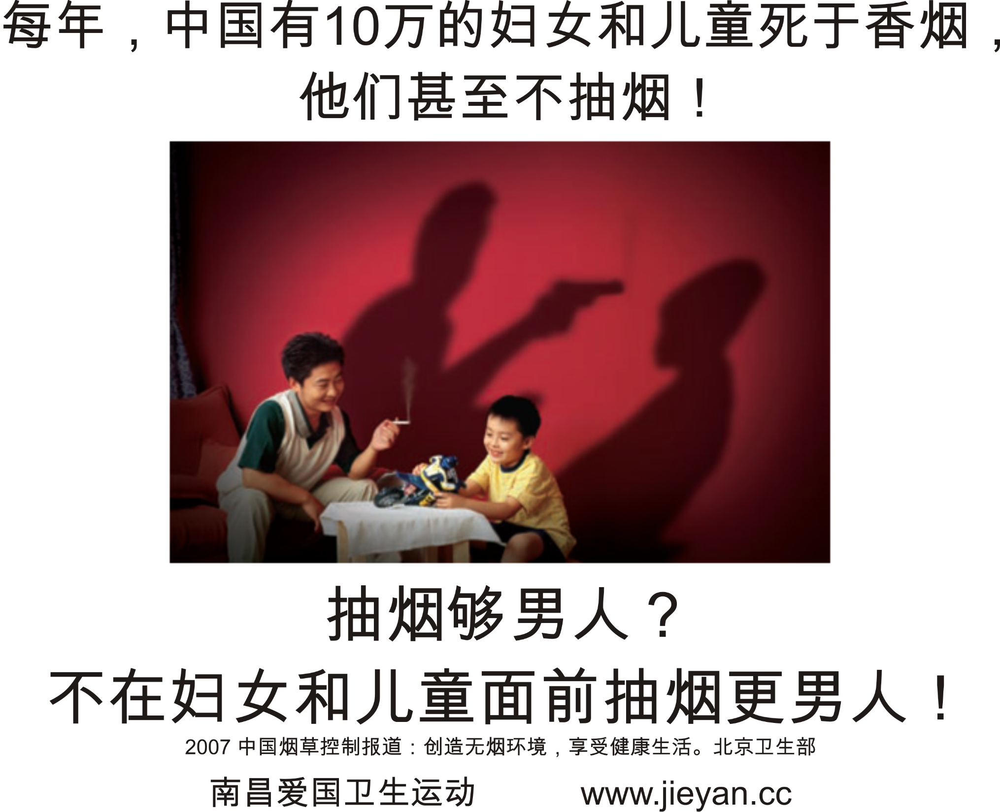 每年，中国有10万的妇女和儿童死于香烟，
他们甚至不抽烟！
抽烟够男人？
不在妇女和儿童面前抽烟更男人！
2007 中国烟草控制报道：创造无烟环境，享受健康生活。北京卫生部
南昌爱国卫生运动 www.jieyan.cc